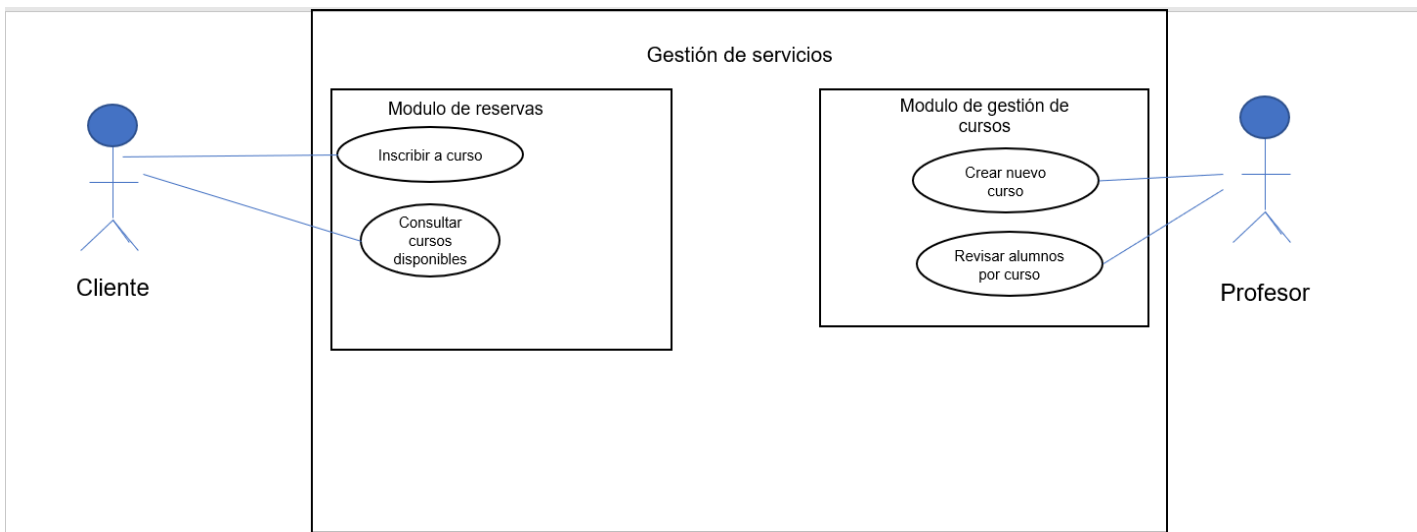 Gestión de servicios
Modulo de reservas
Inscribir a curso
Consultar
cursos
disponibles
Cliente
Modulo de gestión de
cursos
Crear nuevo
curso
Revisar alumnos
por curso
Profesor